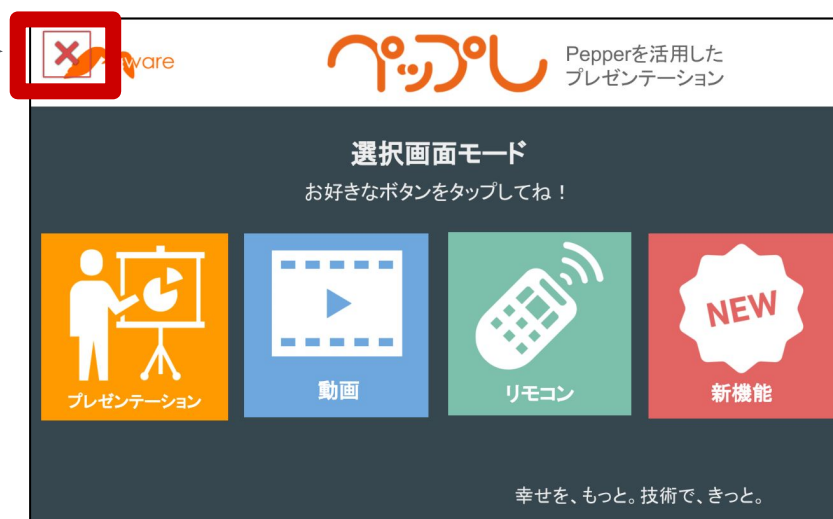 ware
ペップし
Pepperを活用した
プレゼンテーション
選択画面モード
お好きなボタンをタップしてね！
プレゼンテーション
動画
リモコン
NEW
新機能
幸せを、もっと。技術で、きっと。